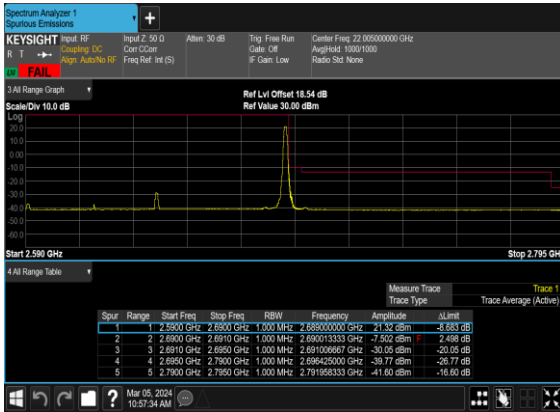 Spectrum Analyzer 1
Spurious Emissions
KEYSIGHT Input: RF Input Z: 50 Ω Atten: 30 dB Trig: Free Run Center Freq: 22.005000000 GHz
R T Coupling: DC Corr CCorr Gate: Off Avg|Hold: 1000/1000
Align: Auto/No RF Freq Ref: Int (S) IF Gain: Low Radio Std: None
FAIL
3 All Range Graph
Ref Lvl Offset 18.54 dB
Scale/Div 10.0 dB Ref Value 30.00 dBm
Log
20.0
10.0
0.00
-10.0
-20.0
-30.0
-40.0
-50.0
-60.0
Start 2.590 GHz Stop 2.795 GH
4 All Range Table
Measure Trace Trace 1
Trace Type Trace Average (Active)
Spur Range Start Freq Stop Freq RBW Frequency Amplitude ΔLimit
1 1 2.5900 GHz 2.6900 GHz 1.000 MHz 2.689000000 GHz 21.32 dBm -8.683 dB
2 2 2.6900 GHz 2.6910 GHz 1.000 MHz 2.690013333 GHz -7.502 dBm F 2.498 dB
3 3 2.6910 GHz 2.6950 GHz 1.000 MHz 2.691006667 GHz -30.05 dBm -20.05 dB
4 4 2.6950 GHz 2.7900 GHz 1.000 MHz 2.696425000 GHz -39.77 dBm -26.77 dB
5 5 2.7900 GHz 2.7950 GHz 1.000 MHz 2.791958333 GHz -41.60 dBm -16.60 dB
Mar 05, 2024
10:57:34 AM